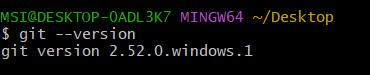 MSI@DESKTOP-OADL3K7 MINGW64 ~/Desktop
$ git --version
git version 2.52.0.windows.1